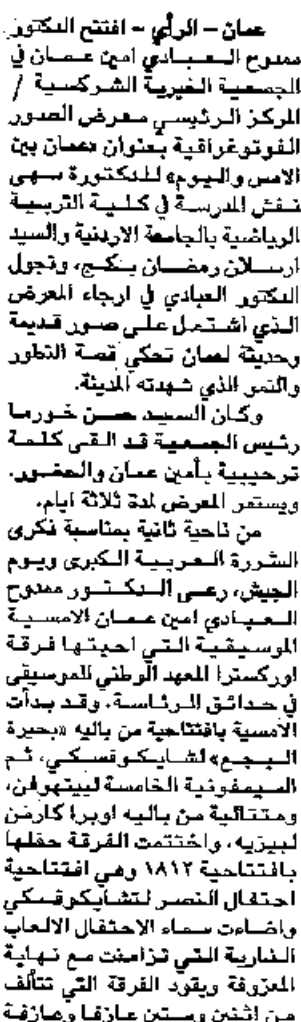 عمان - الرأي - افتتح الدكتور
ممدوح العبادي امين عمان في
الجمعية الخيرية الشركسية /
المركز الرئيسي معرض الصور
الفوتوغرافية بعنوان «عمان بين
الامس واليوم» للدكتورة سهى
نفش المدرسة في كلية التربية
الرياضية بالجامعة الاردنية والسيد
ارسلان رمضان بكج، وتجول
الدكتور العبادي في ارجاء المعرض
الذي اشتمل على صور قديمة
وحديثة لعمان تحكي قصة التطور
والنمو الذي شهدته المدينة.
وكان السيد حسن خورما
رئيس الجمعية قد القى كلمة
ترحيبية بأمين عمان والحضور.
ويستمر المعرض لمدة ثلاثة ايام.
من ناحية ثانية بمناسبة ذكرى
الثورة العربية الكبرى ويوم
الجيش، رعى الدكتور ممدوح
العبادي امين عمان الامسية
الموسيقية التي احيتها فرقة
اوركسترا المعهد الوطني للموسيقى
في حدائق الرئاسة. وقد بدأت
الامسية بافتتاحية من باليه «بحيرة
البجع» لشايكوفسكي، ثم
السيمفونية الخامسة لبيتهوفن،
ومتتالية من باليه اوبرا كارمن
لبيزيه، واختتمت الفرقة حفلها
بافتتاحية ١٨١٢ وهي افتتاحية
احتفال النصر لتشايكوفسكي
واضاءت سماء الاحتفال الالعاب
النارية التي تزامنت مع نهاية
المعزوفة ويقود الفرقة التي تتألف
من اثنين وستين عازفا وعازفة